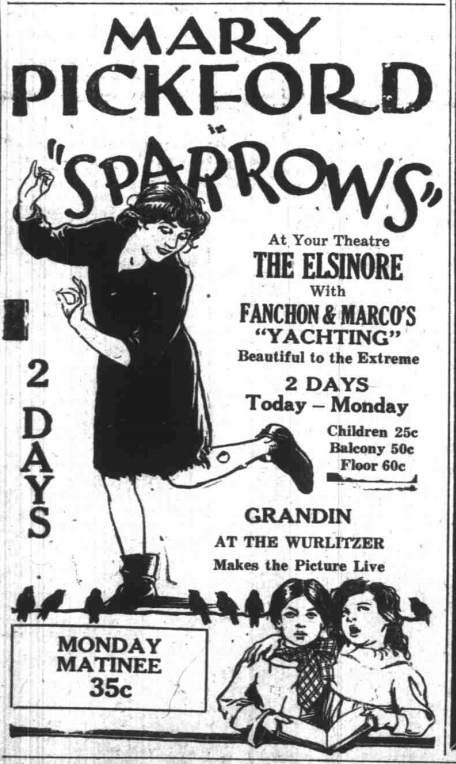 MARY
PICKFORD
in
"SPARROWS"
At Your Theatre
THE ELSINORE
With
FANCHON & MARCO'S
"YACHTING"
Beautiful to the Extreme
2 DAYS
Today – Monday
Children 25c
Balcony 50c
Floor 60c
2
DAYS
GRANDIN
AT THE WURLITZER
Makes the Picture Live
MONDAY
MATINEE
35c